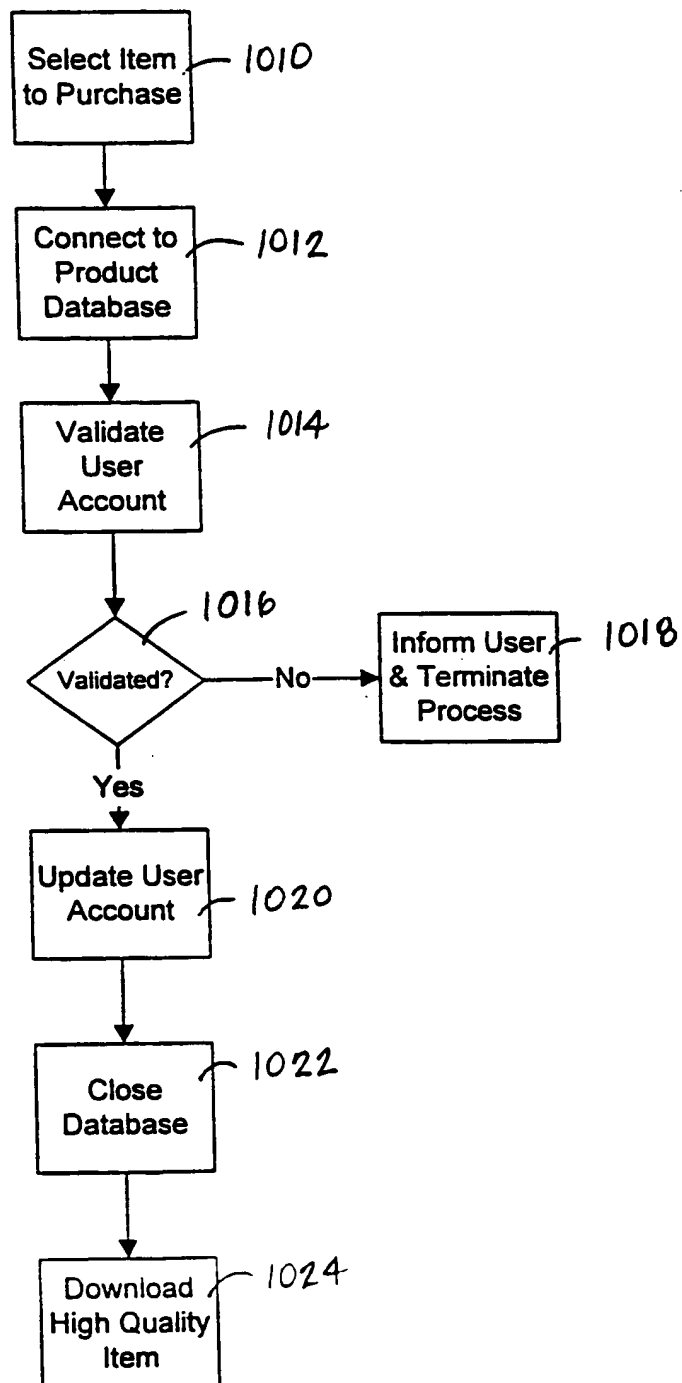 Select Item
to Purchase
1010
Connect to
Product
Database
1012
Validate
User
Account
1014
1016
Validated?
No
Inform User
& Terminate
Process
1018
Yes
Update User
Account
1020
Close
Database
1022
Download
High Quality
Item
1024